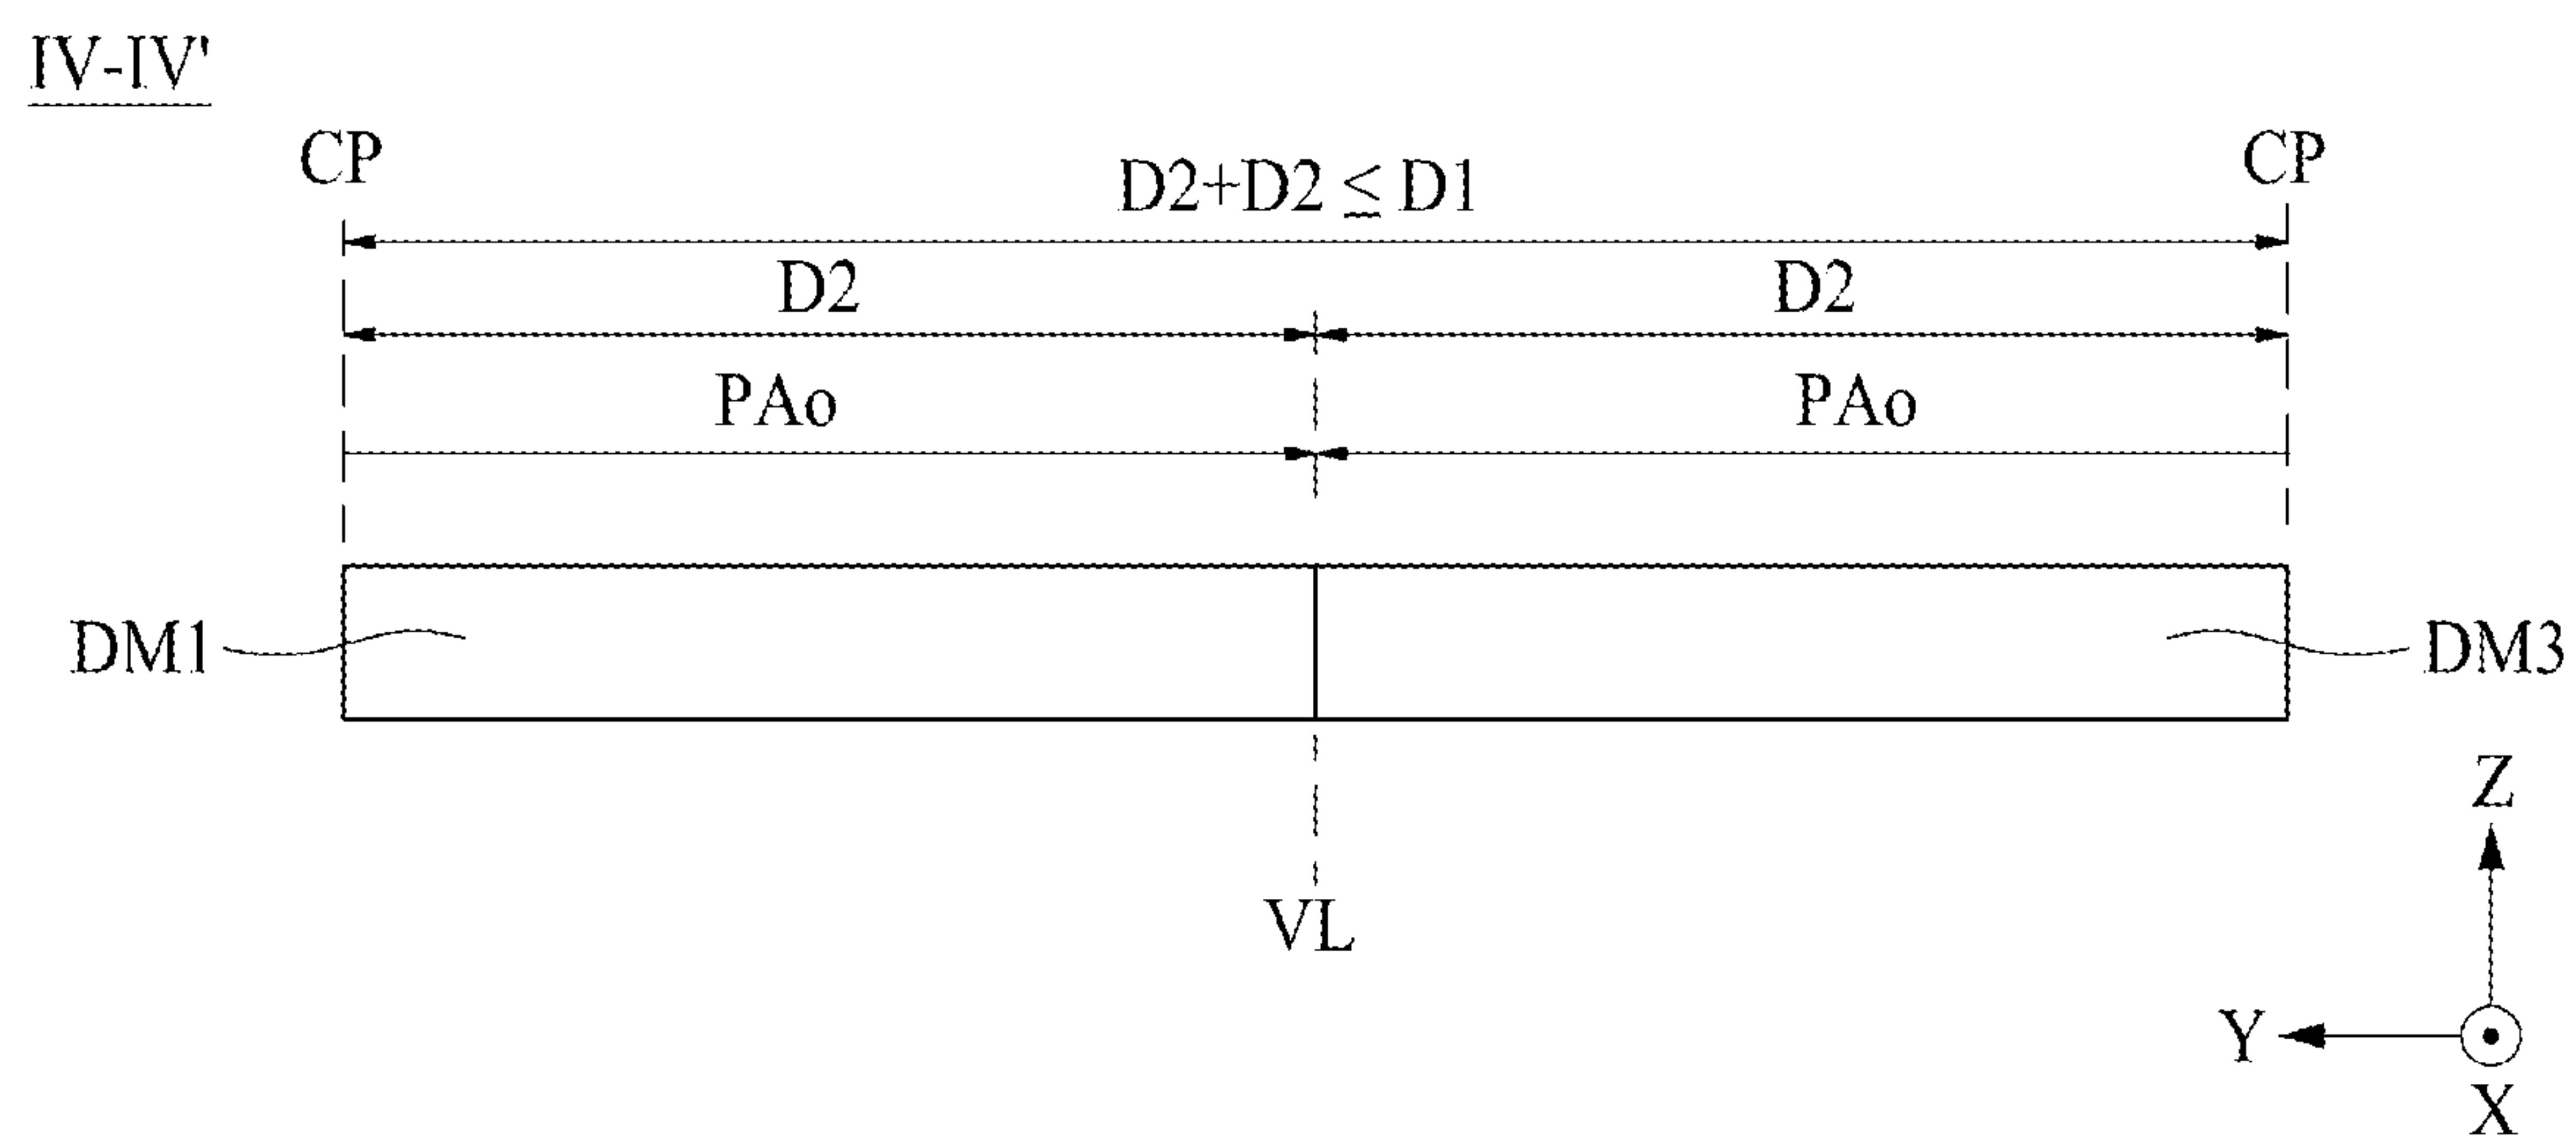 IV-IV'
CP
CP
D2+D2 ≤ D1
D2
D2
PAo
PAo
DM1
DM3
Z
VL
Y
X